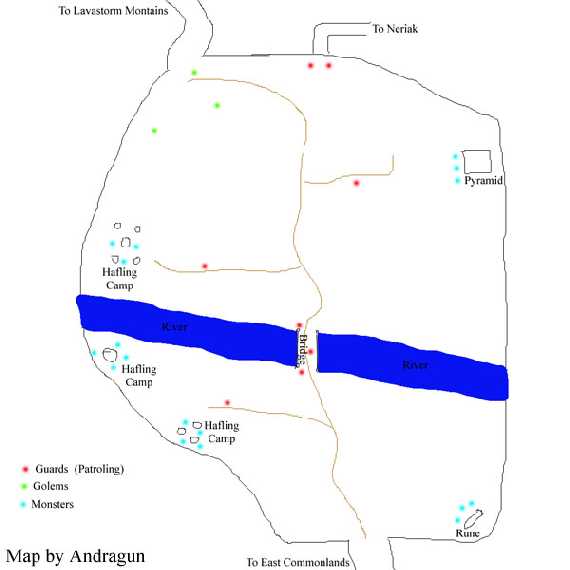 To Lavastorm Montains
To Neriak
Pyramid
Hafling
Camp
River
Bridge
River
Hafling
Camp
Hafling
Camp
Guards (Patroling)
Golems
Monsters
Rune
Map by Andragun
To East Commonlands